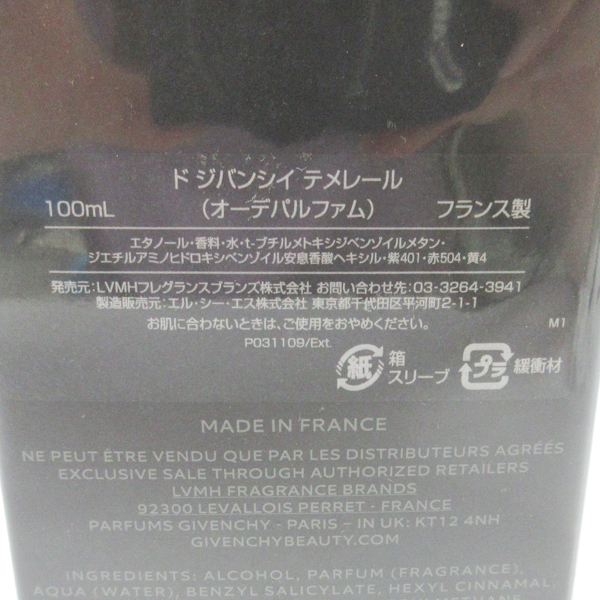 ド ジバンシイ テメレール
100mL （オーデパルファム） フランス製
エタノール・香料・水・t-ブチルメトキシジベンゾイルメタン・
ジエチルアミノヒドロキシベンゾイル安息香酸ヘキシル・紫401・赤504・黄4
発売元：LVMHフレグランスブランズ株式会社 お問い合わせ先：03-3264-3941
製造販売元：エル・シー・エス株式会社 東京都千代田区平河町2-1-1
お肌に合わないときは、ご使用をおやめください。 M1
P031109/Ext.
紙 箱 スリーブ プラ 緩衝材
MADE IN FRANCE
NE PEUT ÊTRE VENDU QUE PAR LES DISTRIBUTEURS AGRÉÉS
EXCLUSIVE SALE THROUGH AUTHORIZED RETAILERS
LVMH FRAGRANCE BRANDS
92300 LEVALLOIS PERRET - FRANCE
PARFUMS GIVENCHY - PARIS – IN UK: KT12 4NH
GIVENCHYBEAUTY.COM
INGREDIENTS: ALCOHOL, PARFUM (FRAGRANCE),
AQUA (WATER), BENZYL SALICYLATE, HEXYL CINNAMAL,